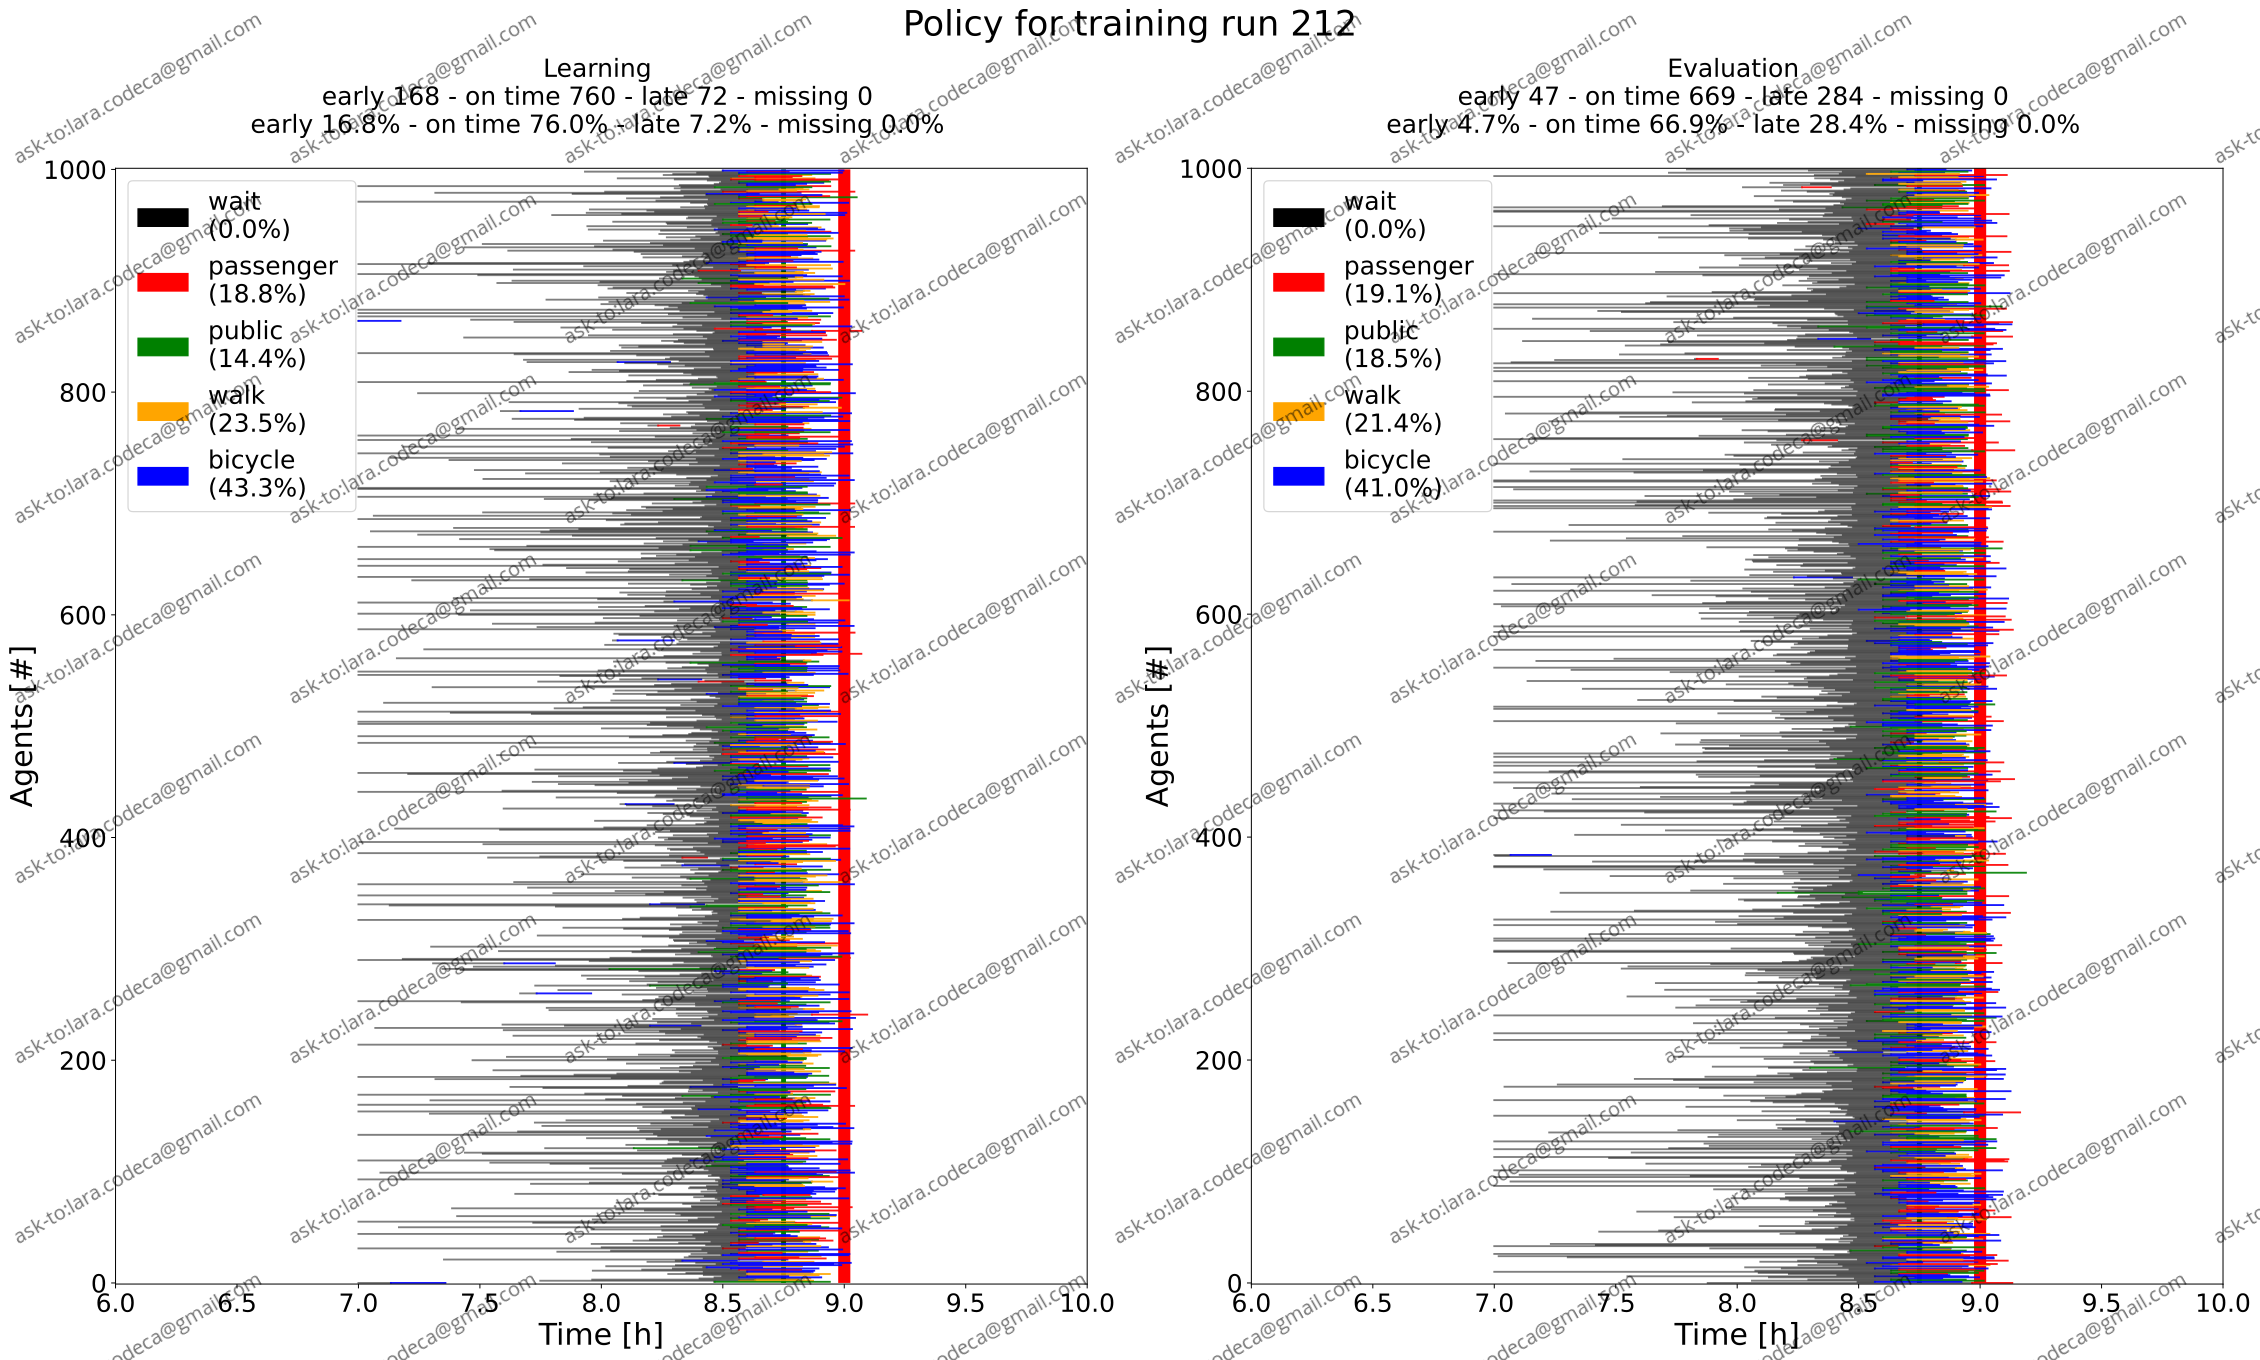 Policy for training run 212
Learning
early 168 - on time 760 - late 72 - missing 0
early 16.8% - on time 76.0% - late 7.2% - missing 0.0%
Agents [#]
1000
800
600
400
200
0
wait
(0.0%)
passenger
(18.8%)
public
(14.4%)
walk
(23.5%)
bicycle
(43.3%)
6.0 6.5 7.0 7.5 8.0 8.5 9.0 9.5 10.0
Time [h]
Evaluation
early 47 - on time 669 - late 284 - missing 0
early 4.7% - on time 66.9% - late 28.4% - missing 0.0%
Agents [#]
1000
800
600
400
200
0
wait
(0.0%)
passenger
(19.1%)
public
(18.5%)
walk
(21.4%)
bicycle
(41.0%)
6.0 6.5 7.0 7.5 8.0 8.5 9.0 9.5 10.0
Time [h]
ask-to:lara.codeca@gmail.com